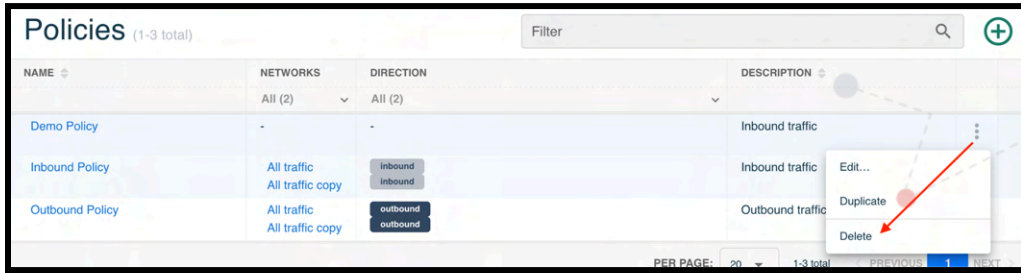 Policies (1-3 total)
Filter
NAME NETWORKS DIRECTION DESCRIPTION
All (2) All (2)
Demo Policy - - Inbound traffic
Inbound Policy All traffic inbound Inbound traffic Edit...
All traffic copy inbound
Duplicate
Outbound Policy All traffic outbound Outbound traffic
All traffic copy outbound
Delete
PER PAGE: 20 1-3 total < PREVIOUS 1 NEXT >